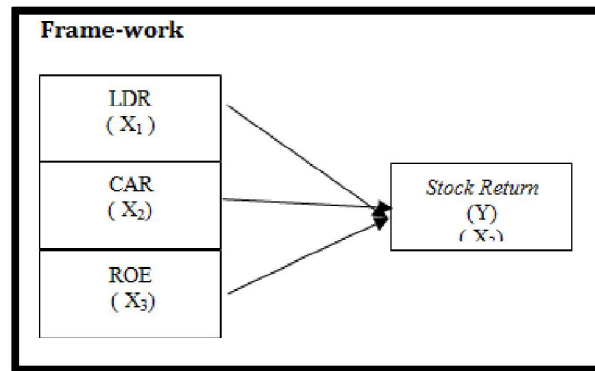 Frame-work
LDR
( X₁ )
CAR
( X₂)
ROE
( X₃)
Stock Return
(Y)